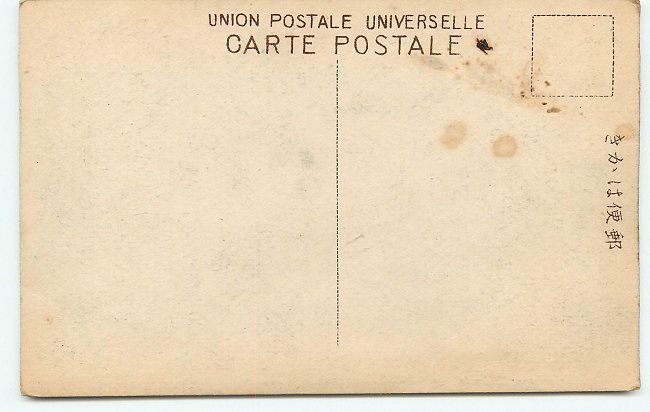 UNION POSTALE UNIVERSELLE
CARTE POSTALE
きかは便郵